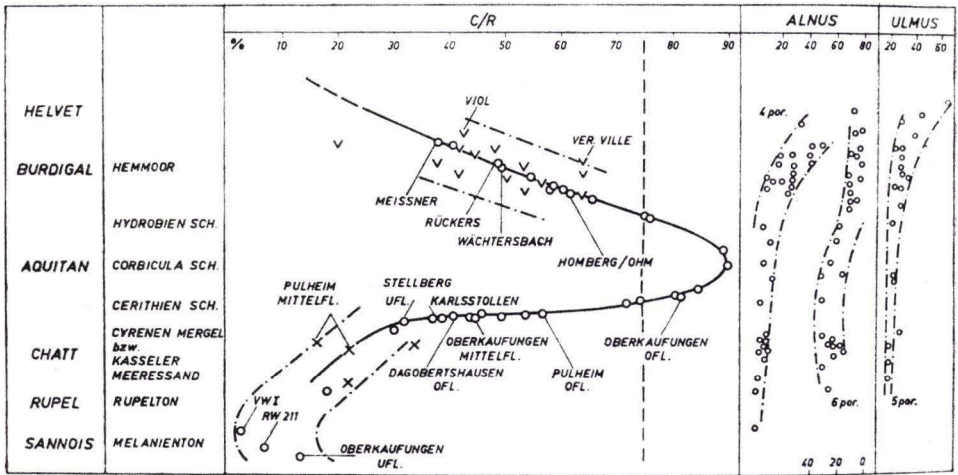 C/R
ALNUS
ULMUS
% 10 20 30 40 50 60 70 80 90
0 20 40 60 80
20 40 60
HELVET
VIOL
4 por.
VER. VILLE
BURDIGAL
HEMMOOR
MEISSNER
RÜCKERS
WÄCHTERSBACH
HYDROBIEN SCH.
HOMBERG/OHM
AQUITAN
CORBICULA SCH.
PULHEIM
MITTELFL.
STELLBERG
UFL.
KARLSSTOLLEN
CERITHIEN SCH.
CHATT
CYRENEN MERGEL
bzw.
KASSELER
MEERESSAND
OBERKAUFUNGEN
MITTELFL.
OBERKAUFUNGEN
OFL.
DAGOBERTSHAUSEN
OFL.
PULHEIM
OFL.
RUPEL
RUPELTON
VW I
RW 211
6 por.
5 por.
SANNOIS
MELANIENTON
OBERKAUFUNGEN
UFL.
40 20 0